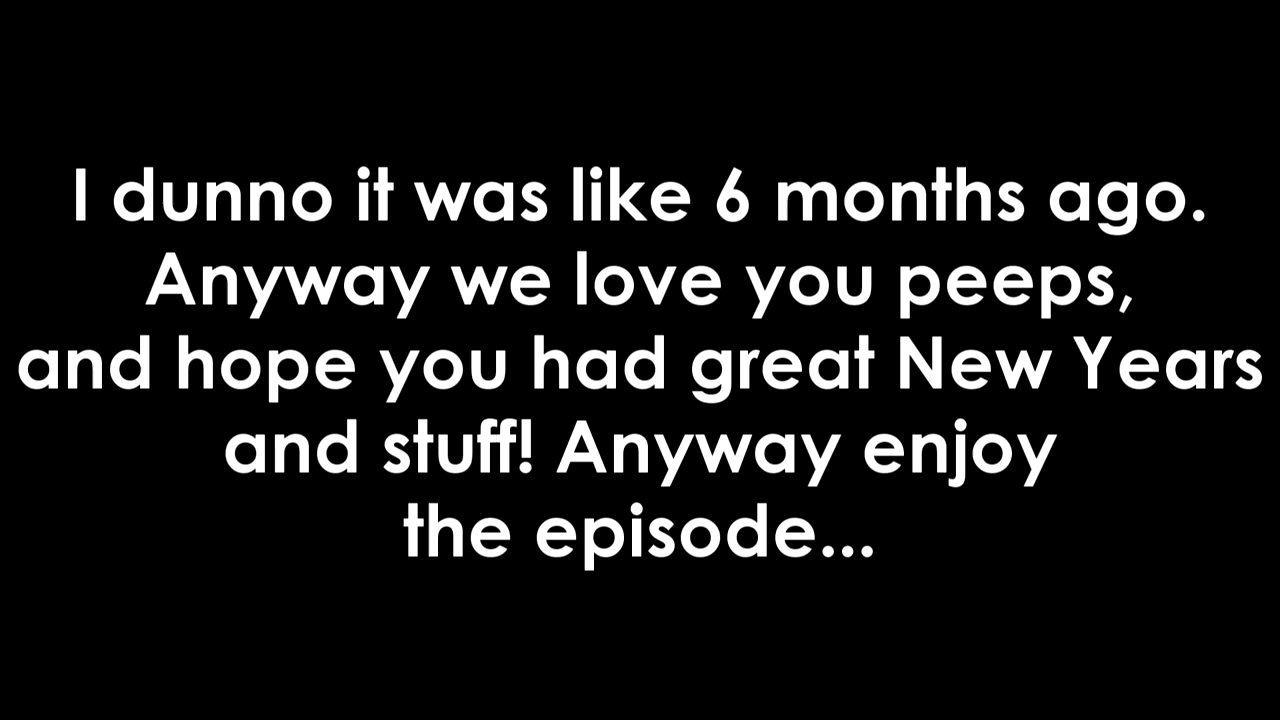 I dunno it was like 6 months ago.
Anyway we love you peeps,
and hope you had great New Years
and stuff! Anyway enjoy
the episode...